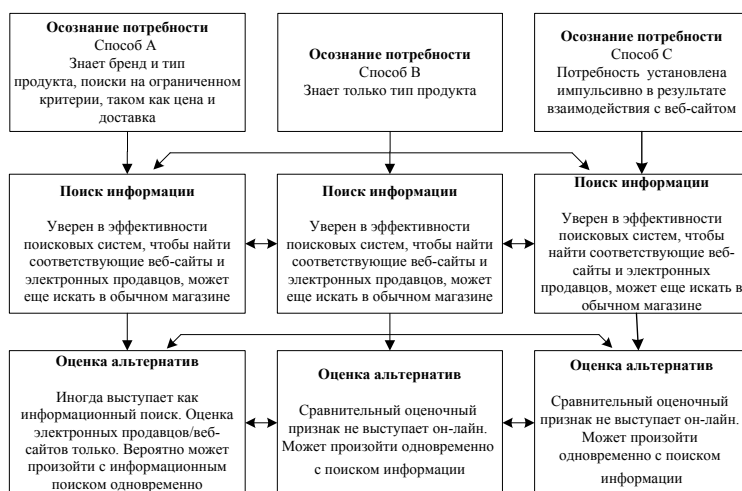 Осознание потребности
Способ А
Знает бренд и тип
продукта, поиски на ограниченном
критерии, таком как цена и
доставка
Осознание потребности
Способ В
Знает только тип продукта
Осознание потребности
Способ С
Потребность установлена
импульсивно в результате
взаимодействия с веб-сайтом
Поиск информации
Уверен в эффективности
поисковых систем, чтобы найти
соответствующие веб-сайты и
электронных продавцов, может
еще искать в обычном магазине
Поиск информации
Уверен в эффективности
поисковых систем, чтобы найти
соответствующие веб-сайты и
электронных продавцов, может
еще искать в обычном магазине
Поиск информации
Уверен в эффективности
поисковых систем, чтобы
найти соответствующие веб-
сайты и электронных
продавцов, может еще искать в
обычном магазине
Оценка альтернатив
Иногда выступает как
информационный поиск. Оценка
электронных продавцов/веб-
сайтов только. Вероятно может
произойти с информационным
поиском одновременно
Оценка альтернатив
Сравнительный оценочный
признак не выступает он-лайн.
Может произойти одновременно
с поиском информации
Оценка альтернатив
Сравнительный оценочный
признак не выступает он-лайн.
Может произойти
одновременно с поиском
информации